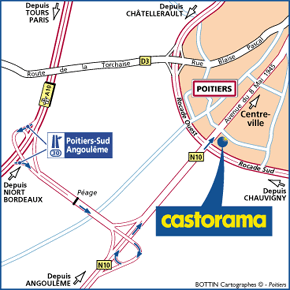 Depuis
TOURS
PARIS
Depuis
CHÂTELLERAULT
Route de la Torchaise
D3
Rue Blaise Pascal
A10
POITIERS
Avenue du 8 Mai 1945
Centre-
ville
Rocade Ouest
Poitiers-Sud
Angoulême
30
N10
Rocade Sud
Depuis
NIORT
BORDEAUX
Péage
Depuis
CHAUVIGNY
castorama
N10
Depuis
ANGOULÊME
BOTTIN Cartographes © - Poitiers